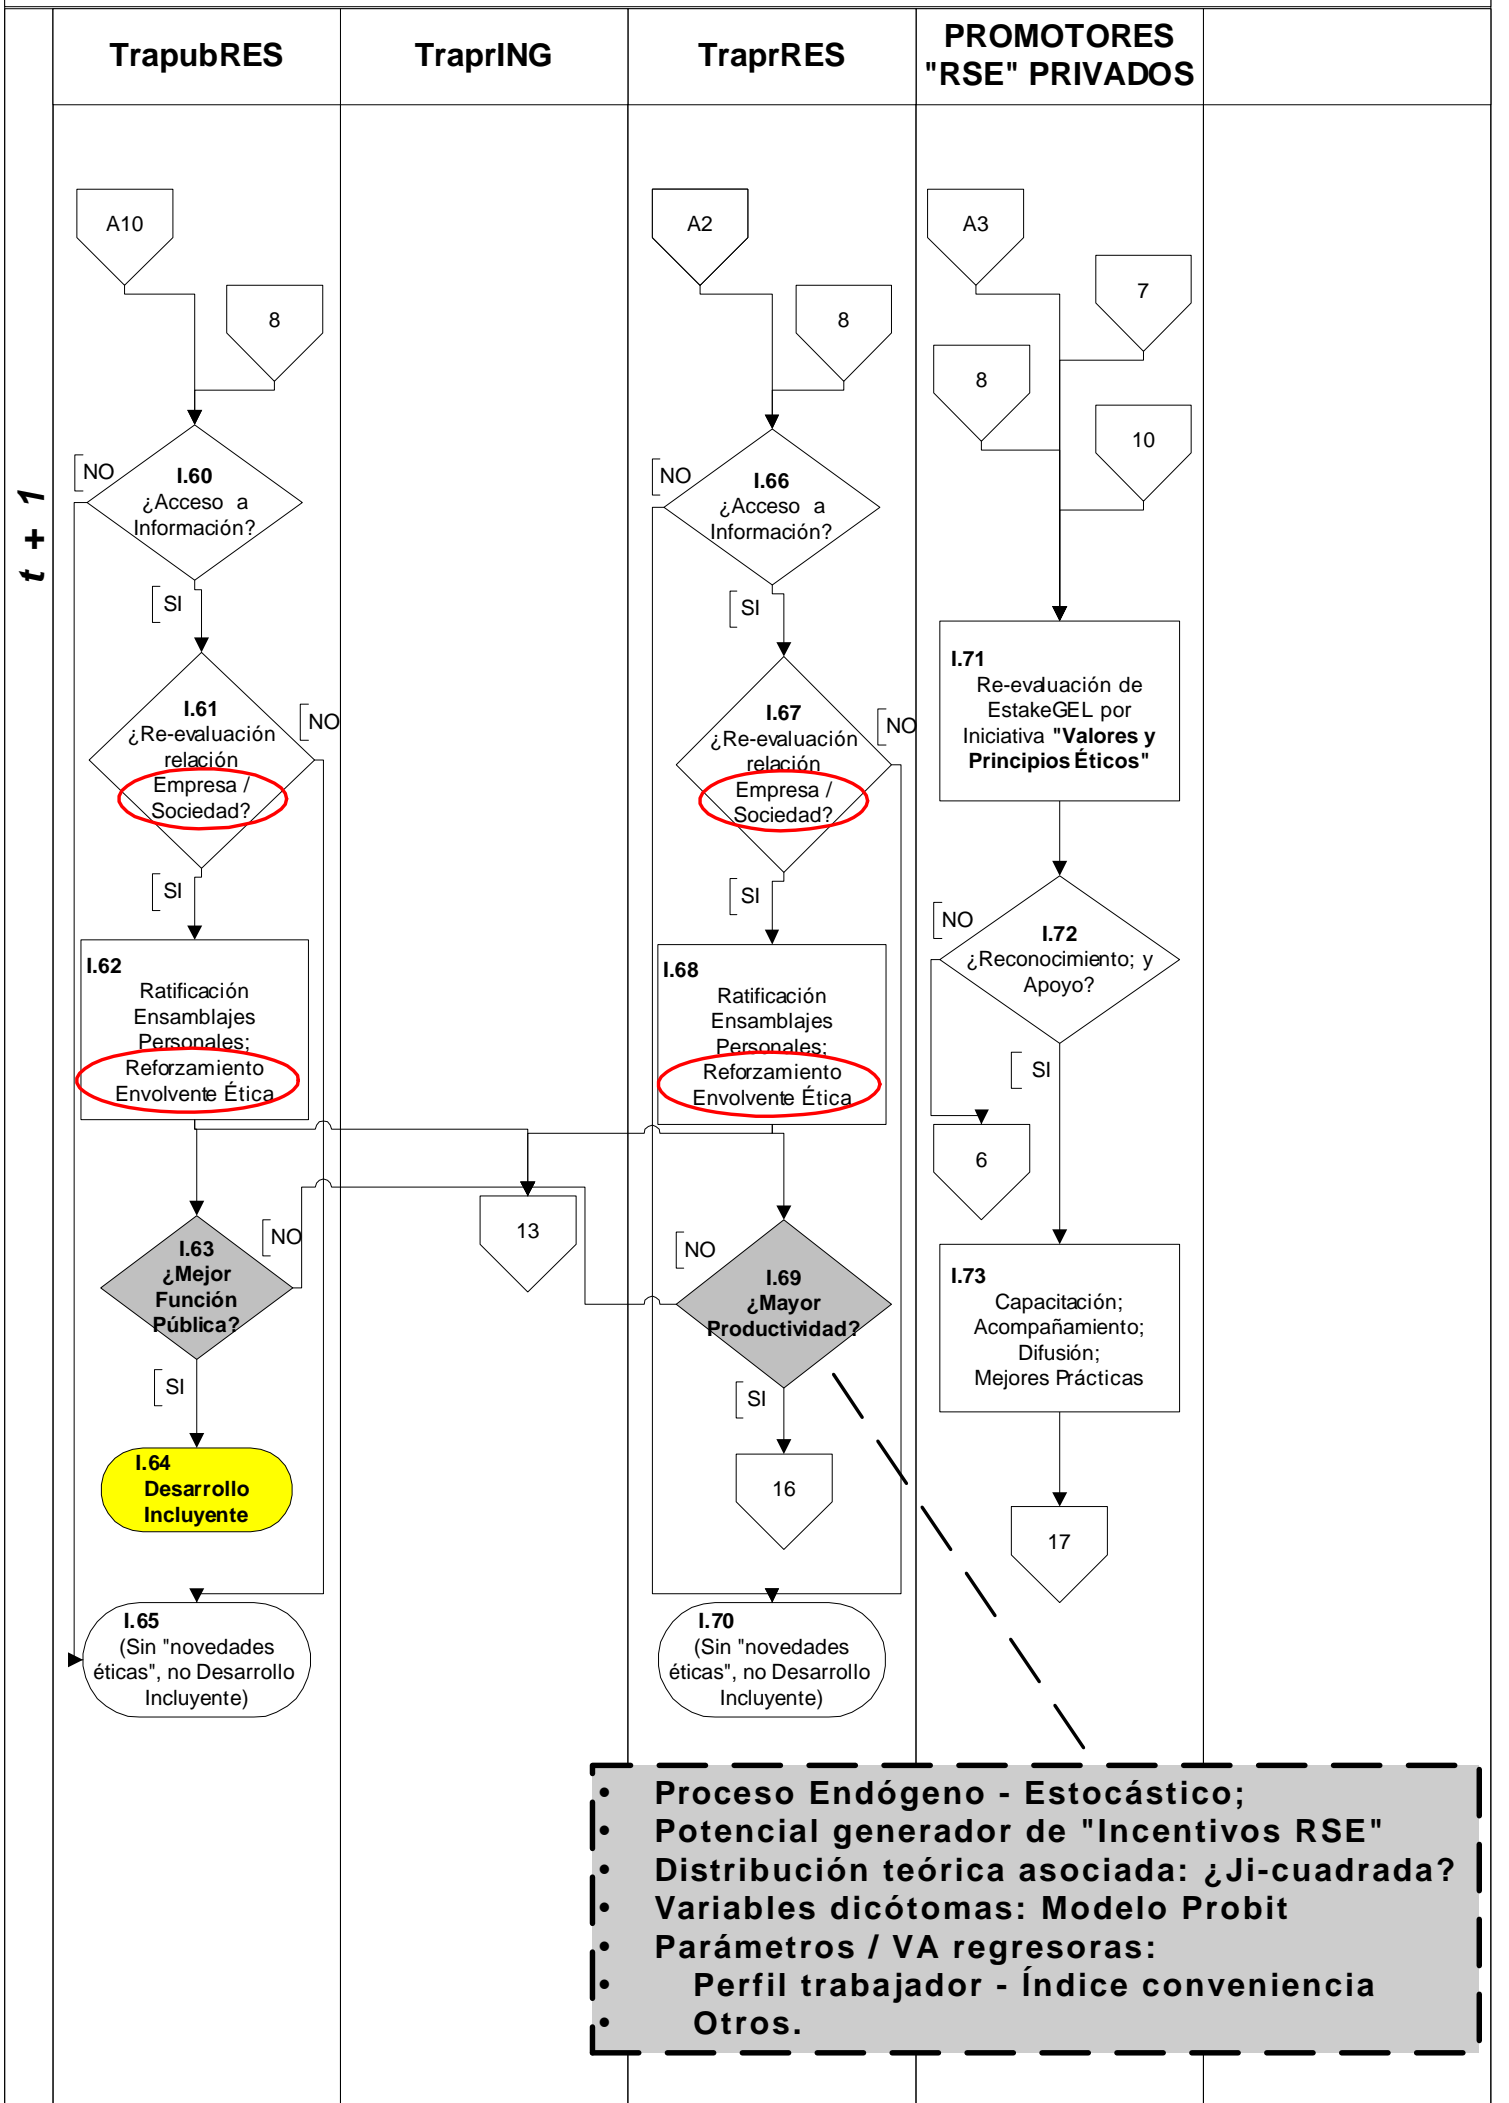 TrapubRES
TraprING
TraprRES
PROMOTORES
"RSE" PRIVADOS
t + 1
A10
8
NO
I.60
¿Acceso a
Información?
SI
I.61
¿Re-evaluación
relación
Empresa /
Sociedad?
NO
SI
I.62
Ratificación
Ensamblajes
Personales;
Reforzamiento
Envolvente Ética
I.63
¿Mejor
Función
Pública?
NO
SI
I.64
Desarrollo
Incluyente
I.65
(Sin "novedades
éticas", no Desarrollo
Incluyente)
13
A2
8
NO
I.66
¿Acceso a
Información?
SI
I.67
¿Re-evaluación
relación
Empresa /
Sociedad?
NO
SI
I.68
Ratificación
Ensamblajes
Personales;
Reforzamiento
Envolvente Ética
NO
I.69
¿Mayor
Productividad?
SI
16
I.70
(Sin "novedades
éticas", no Desarrollo
Incluyente)
A3
7
8
10
I.71
Re-evaluación de
EstakeGEL por
Iniciativa "Valores y
Principios Éticos"
NO
I.72
¿Reconocimiento; y
Apoyo?
SI
6
I.73
Capacitación;
Acompañamiento;
Difusión;
Mejores Prácticas
17
• Proceso Endógeno - Estocástico;
• Potencial generador de "Incentivos RSE"
• Distribución teórica asociada: ¿Ji-cuadrada?
• Variables dicótomas: Modelo Probit
• Parámetros / VA regresoras:
• Perfil trabajador - Índice conveniencia
• Otros.